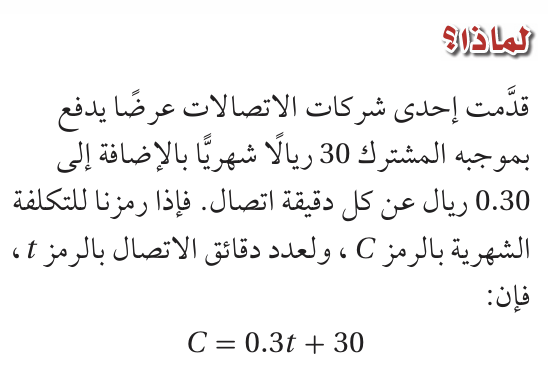 لماذا؟
قدَّمت إحدى شركات الاتصالات عرضًا يدفع
بموجبه المشترك 30 ريالًا شهريًّا بالإضافة إلى
0.30 ريال عن كل دقيقة اتصال. فإذا رمزنا للتكلفة
الشهرية بالرمز C ، ولعدد دقائق الاتصال بالرمز t ،
فإن:
C = 0.3t + 30